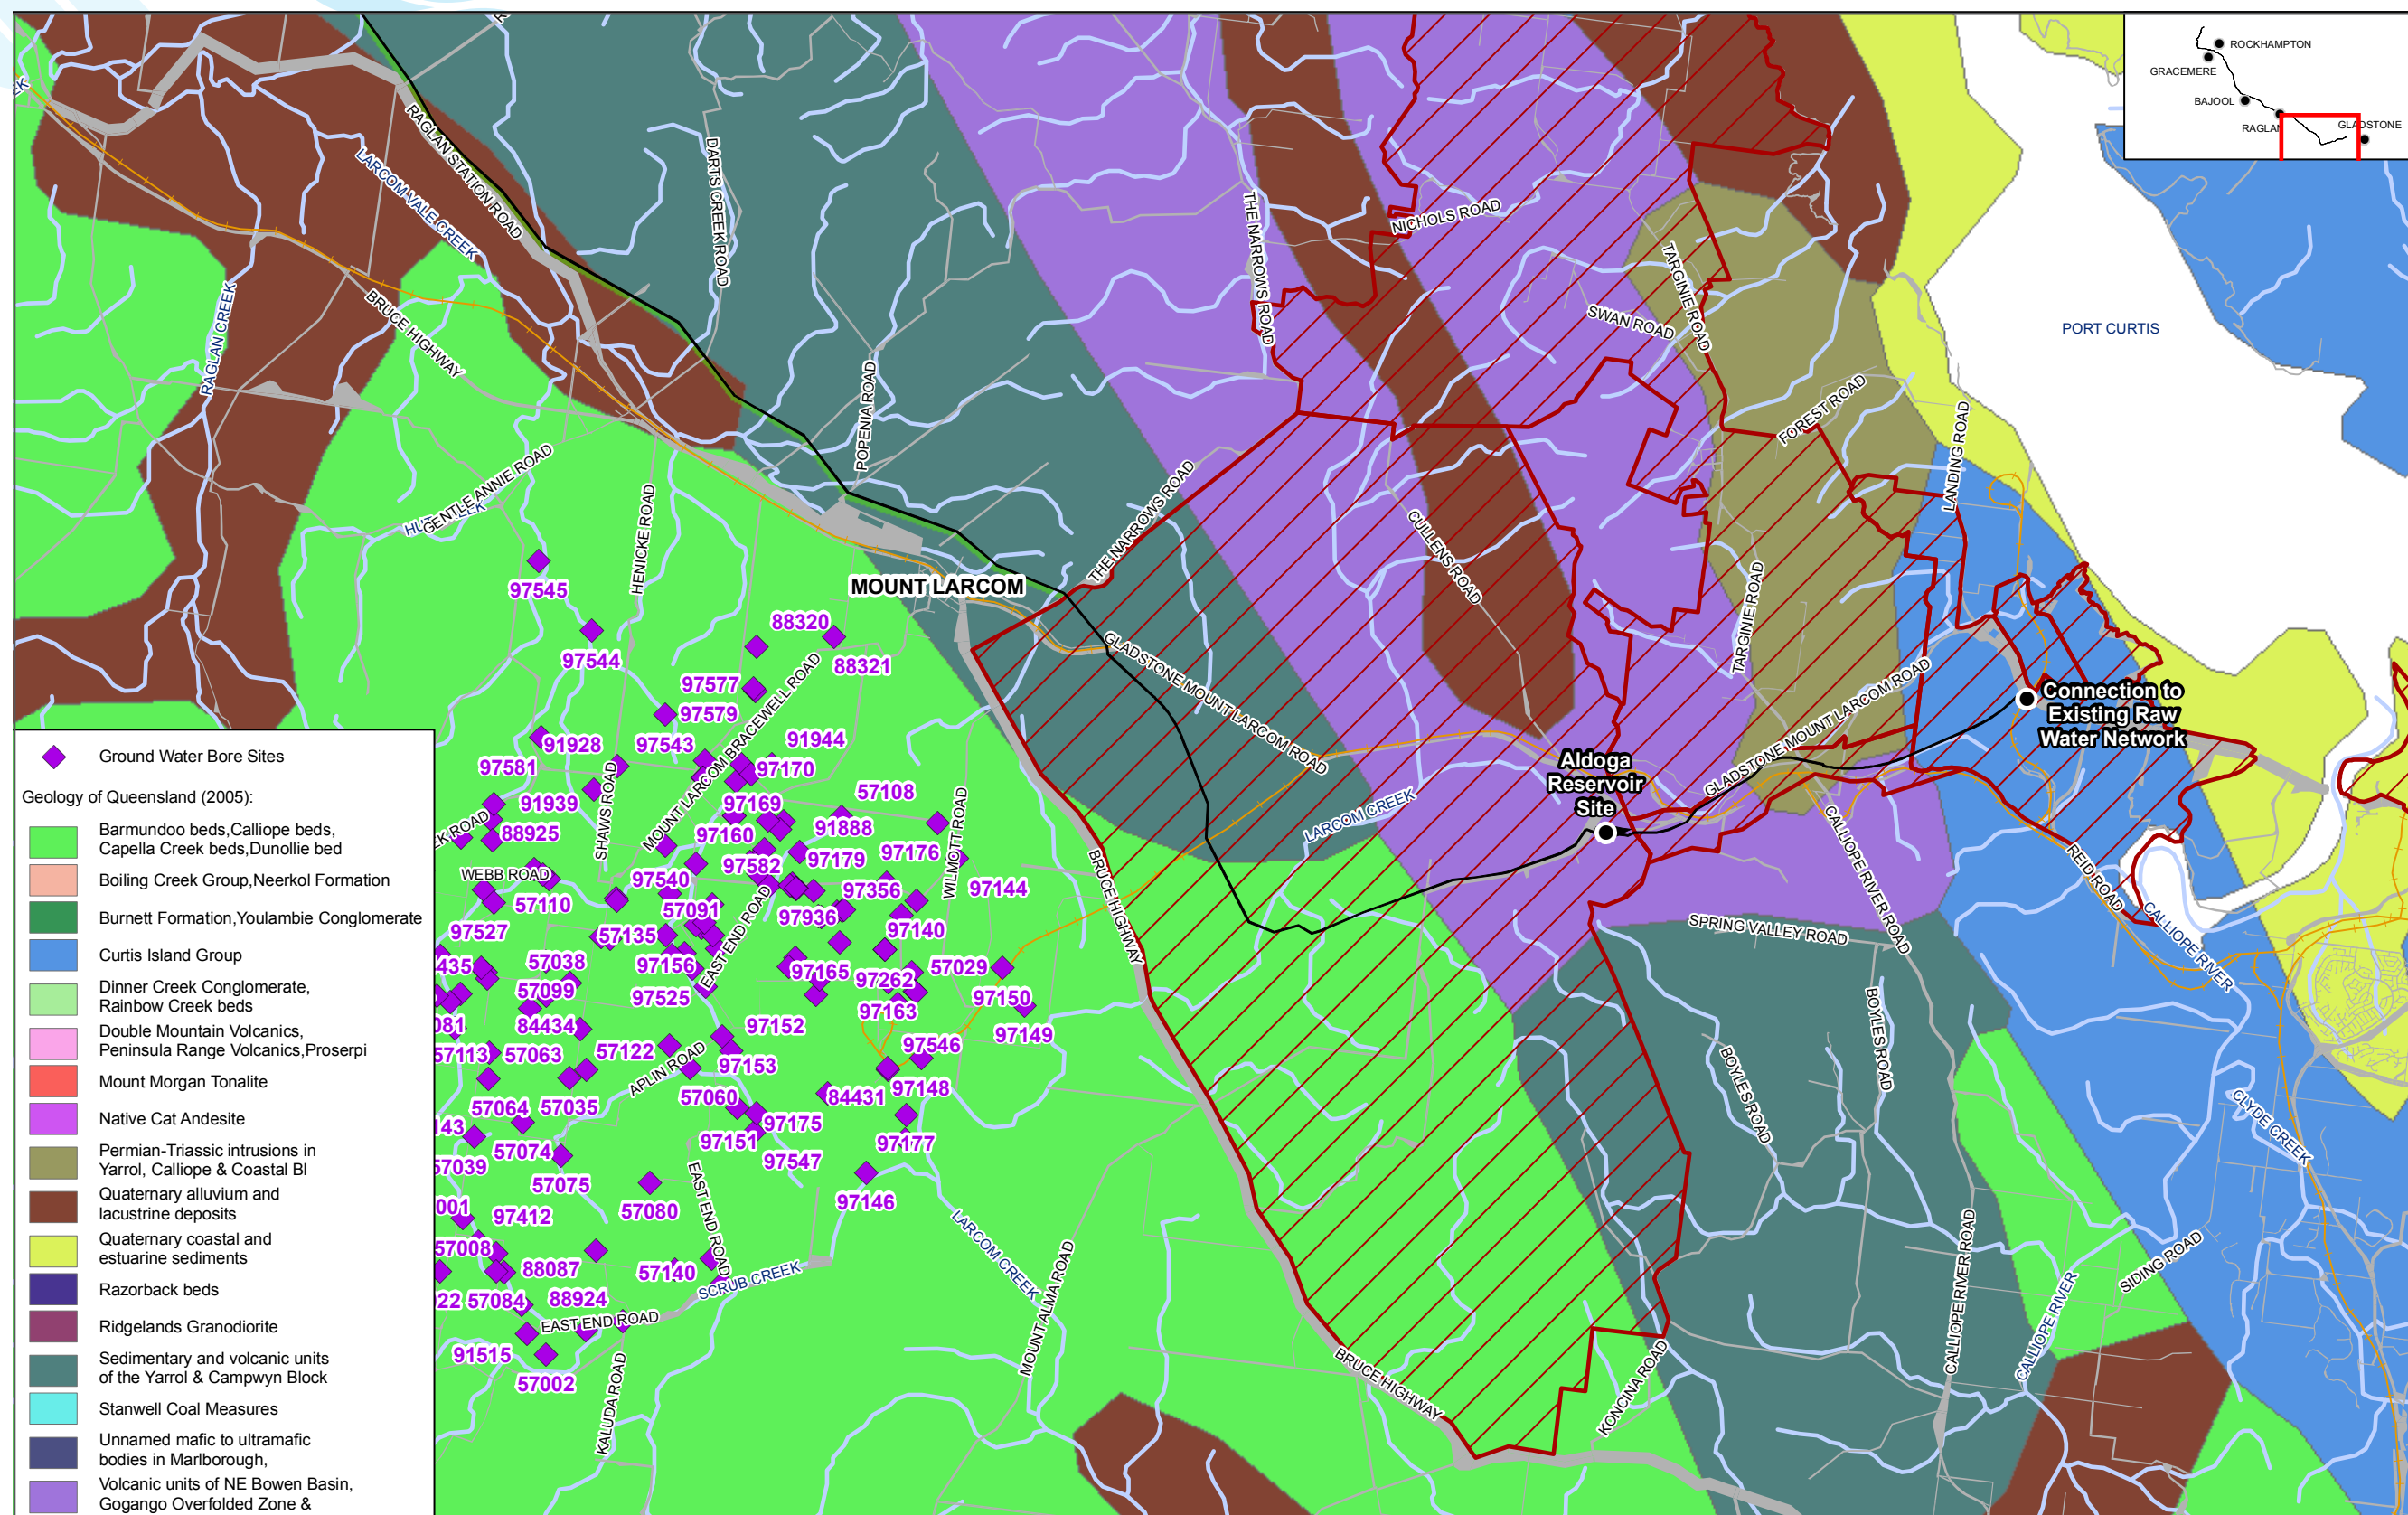 ROCKHAMPTON
GRACEMERE
BAJOOL
RAGLAN
GLADSTONE
RAGLAN STATION ROAD
LARCOM VALE CREEK
DARTS CREEK ROAD
THE NARROWS ROAD
NICHOLS ROAD
TARGINIE ROAD
SWAN ROAD
PORT CURTIS
RAGLAN CREEK
BRUCE HIGHWAY
POPENIA ROAD
FOREST ROAD
LANDING ROAD
GENTLE ANNIE ROAD
HENICKE ROAD
THE NARROWS ROAD
CULLENS ROAD
TARGINIE ROAD
MOUNT LARCOM
97545
97544
88320
88321
97577
97579
GLADSTONE MOUNT LARCOM ROAD
GLADSTONE MOUNT LARCOM ROAD
Connection to
Existing Raw
Water Network
Aldoga
Reservoir
Site
MOUNT LARCOM BRACEWELL ROAD
91928
97543
91944
97581
97170
SHAWS ROAD
91939
97169
57108
88925
97160
91888
EK ROAD
97582
97179
97176
WILMOTT ROAD
LARCOM CREEK
BRUCE HIGHWAY
CALLIOPE RIVER ROAD
REID ROAD
CALLIOPE RIVER
WEBB ROAD
97540
97356
97144
57110
57091
97936
97140
97527
57135
EAST END ROAD
SPRING VALLEY ROAD
435
57038
97156
97165
97262
57029
57099
97525
97163
97150
081
84434
97152
97149
57113
57063
57122
97153
97546
APLIN ROAD
97148
57064
57035
57060
84431
BOYLES ROAD
BOYLES ROAD
CLYDE CREEK
143
97175
57074
97151
97177
57039
97547
57075
EAST END ROAD
97146
001
97412
57080
57008
88087
57140
SCRUB CREEK
LARCOM CREEK
MOUNT ALMA ROAD
CALLIOPE RIVER ROAD
CALLIOPE RIVER
SIDING ROAD
22
57084
88924
EAST END ROAD
91515
57002
KALUDA ROAD
BRUCE HIGHWAY
KONCINA ROAD
Ground Water Bore Sites
Geology of Queensland (2005):
Barmundoo beds,Calliope beds,
Capella Creek beds,Dunollie bed
Boiling Creek Group,Neerkol Formation
Burnett Formation,Youlambie Conglomerate
Curtis Island Group
Dinner Creek Conglomerate,
Rainbow Creek beds
Double Mountain Volcanics,
Peninsula Range Volcanics,Proserpi
Mount Morgan Tonalite
Native Cat Andesite
Permian-Triassic intrusions in
Yarrol, Calliope & Coastal Bl
Quaternary alluvium and
lacustrine deposits
Quaternary coastal and
estuarine sediments
Razorback beds
Ridgelands Granodiorite
Sedimentary and volcanic units
of the Yarrol & Campwyn Block
Stanwell Coal Measures
Unnamed mafic to ultramafic
bodies in Marlborough,
Volcanic units of NE Bowen Basin,
Gogango Overfolded Zone &